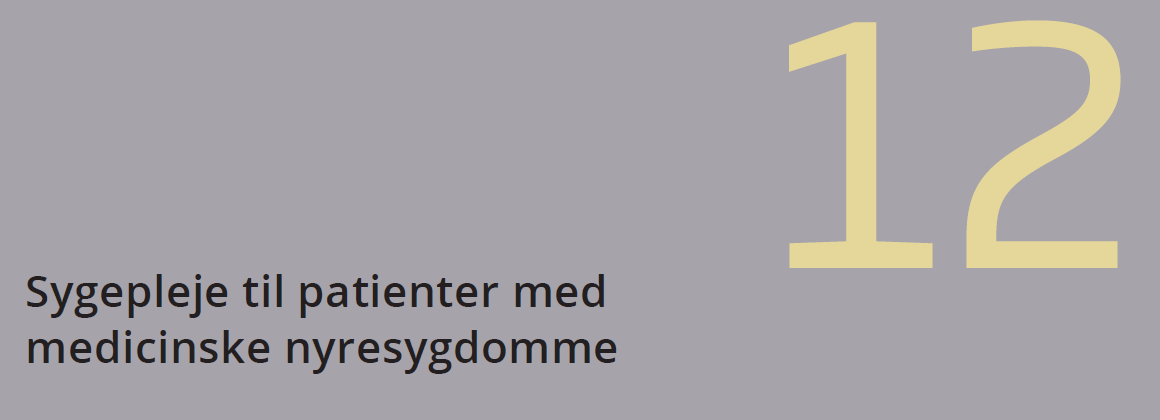 12
Sygepleje til patienter med
medicinske nyresygdomme